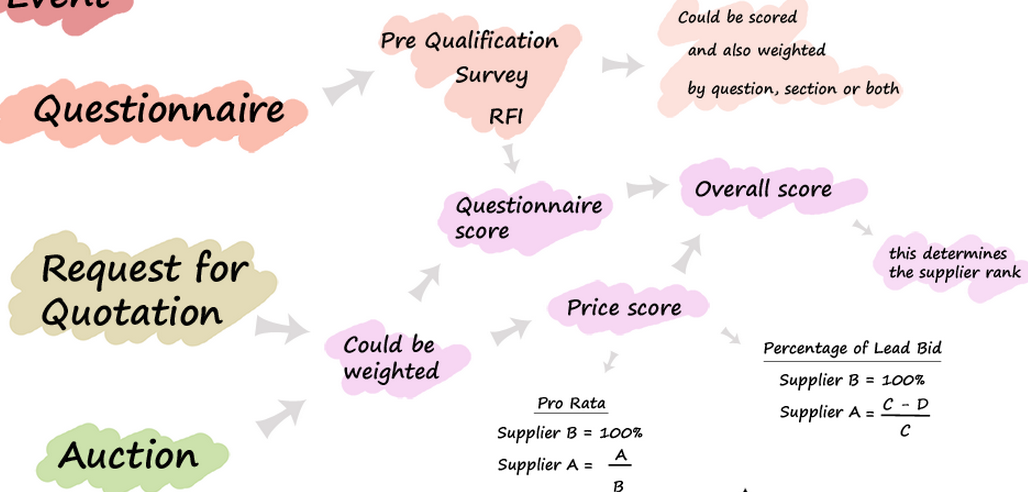 Event
Pre Qualification
Survey
RFI
Could be scored
and also weighted
by question, section or both
Questionnaire
Questionnaire
score
Overall score
this determines
the supplier rank
Request for
Quotation
Could be
weighted
Price score
Percentage of Lead Bid
Supplier B = 100%
Supplier A = C - D
C
Pro Rata
Supplier B = 100%
Supplier A = A
B
Auction